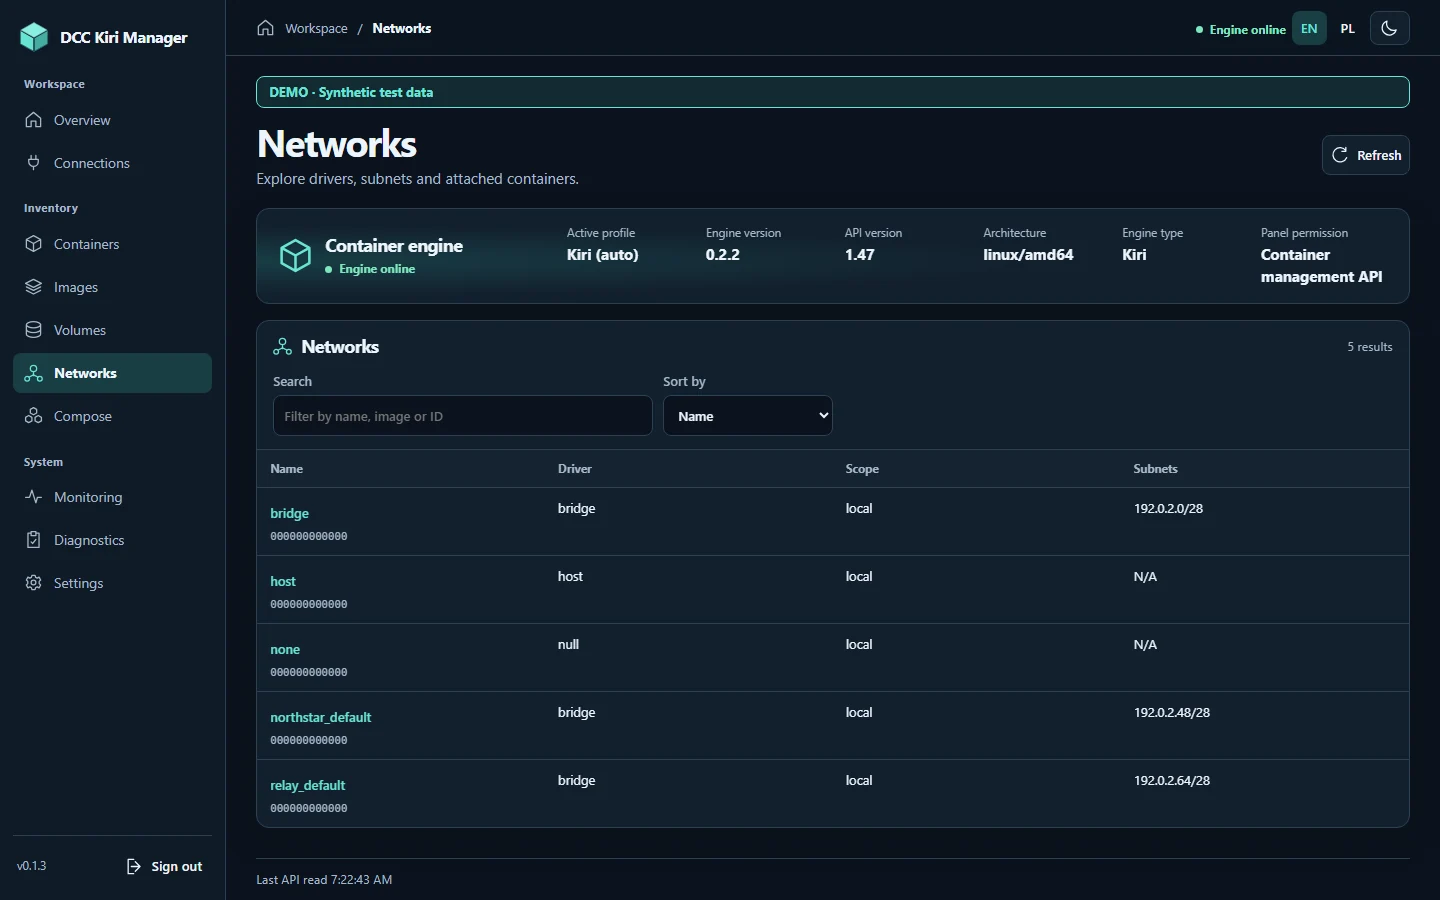 DCC Kiri Manager
Workspace
Overview
Connections
Inventory
Containers
Images
Volumes
Networks
Compose
System
Monitoring
Diagnostics
Settings
v0.1.3
Sign out
Workspace / Networks
Engine online
EN
PL
DEMO - Synthetic test data
Networks
Explore drivers, subnets and attached containers.
Refresh
Container engine
Engine online
Active profile
Kiri (auto)
Engine version
0.2.2
API version
1.47
Architecture
linux/amd64
Engine type
Kiri
Panel permission
Container
management API
Networks
5 results
Search
Sort by
Filter by name, image or ID
Name
Name Driver Scope Subnets
bridge bridge local 192.0.2.0/28
000000000000
host host local N/A
000000000000
none null local N/A
000000000000
northstar_default bridge local 192.0.2.48/28
000000000000
relay_default bridge local 192.0.2.64/28
000000000000
Last API read 7:22:43 AM